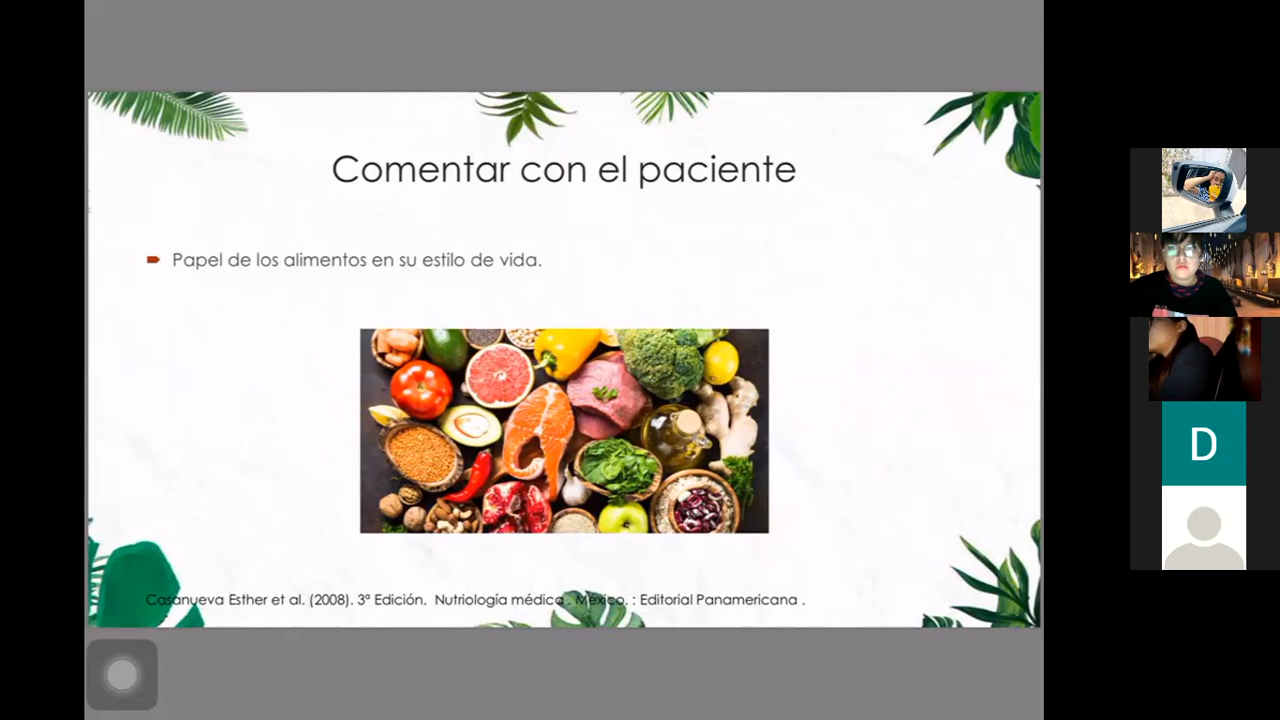 Comentar con el paciente
Papel de los alimentos en su estilo de vida.
Casanueva Esther et al. (2008). 3ª Edición. Nutriología médica . México. : Editorial Panamericana .
D